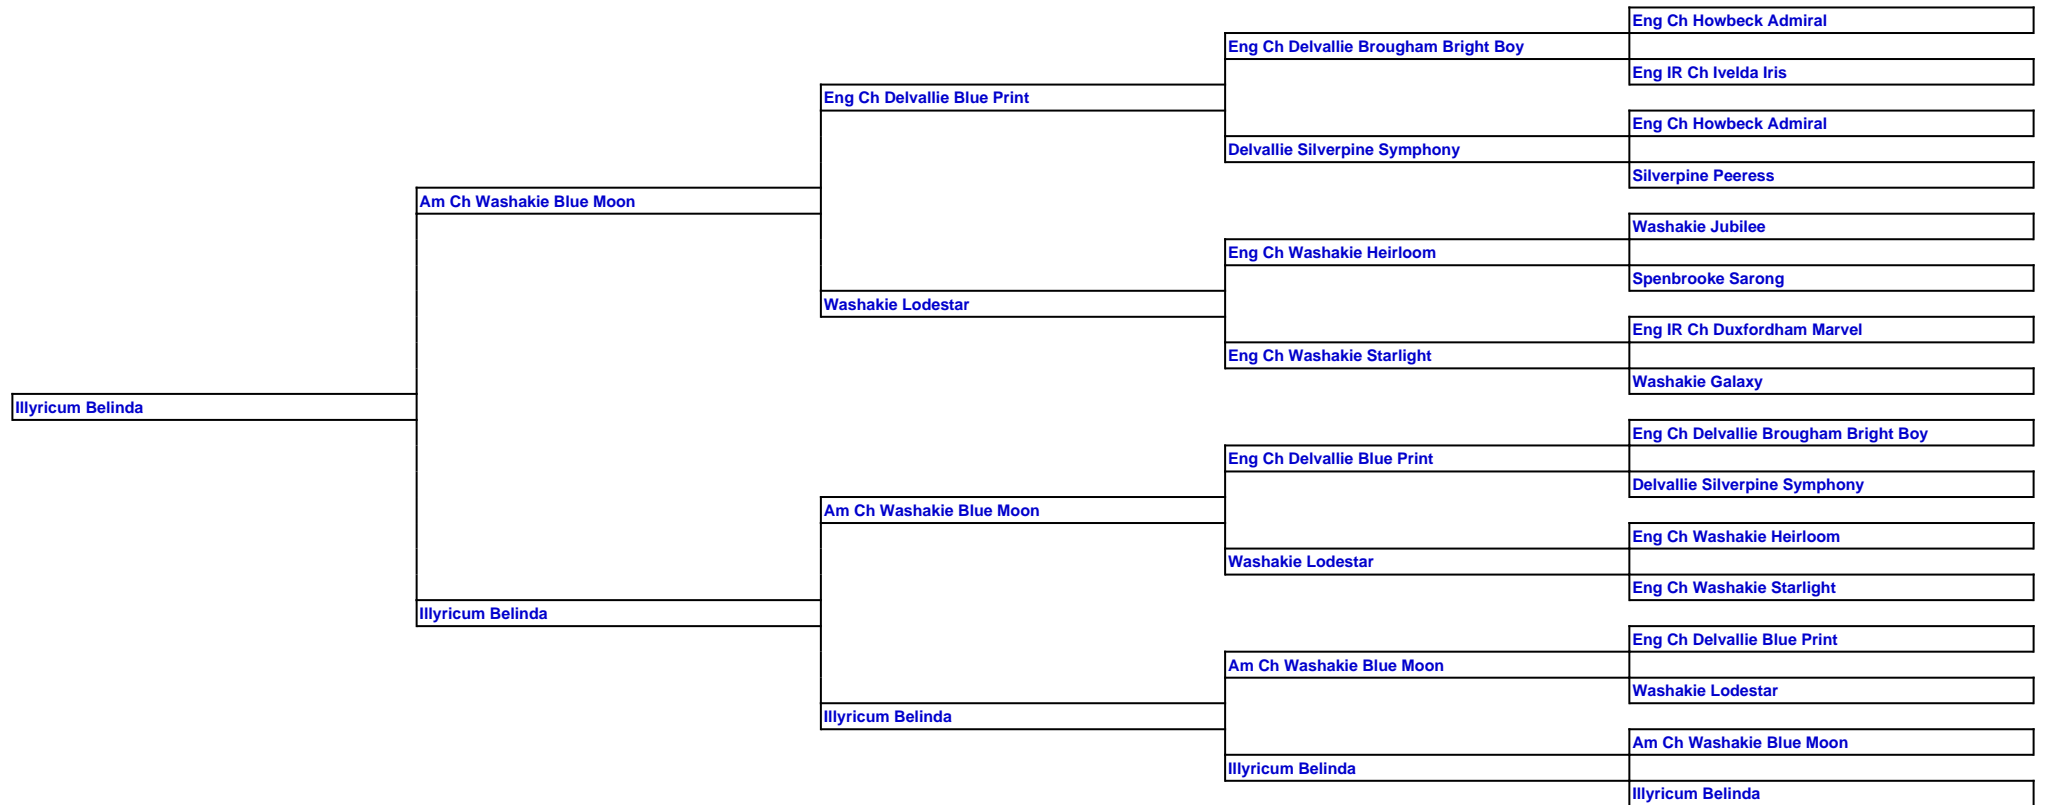 Eng Ch Howbeck Admiral
Eng Ch Delvallie Brougham Bright Boy
Eng IR Ch Ivelda Iris
Eng Ch Delvallie Blue Print
Eng Ch Howbeck Admiral
Delvallie Silverpine Symphony
Silverpine Peeress
Am Ch Washakie Blue Moon
Washakie Jubilee
Eng Ch Washakie Heirloom
Spenbrooke Sarong
Washakie Lodestar
Eng IR Ch Duxfordham Marvel
Eng Ch Washakie Starlight
Washakie Galaxy
Illyricum Belinda
Eng Ch Delvallie Brougham Bright Boy
Eng Ch Delvallie Blue Print
Delvallie Silverpine Symphony
Am Ch Washakie Blue Moon
Eng Ch Washakie Heirloom
Washakie Lodestar
Eng Ch Washakie Starlight
Illyricum Belinda
Eng Ch Delvallie Blue Print
Am Ch Washakie Blue Moon
Washakie Lodestar
Illyricum Belinda
Am Ch Washakie Blue Moon
Illyricum Belinda
Illyricum Belinda